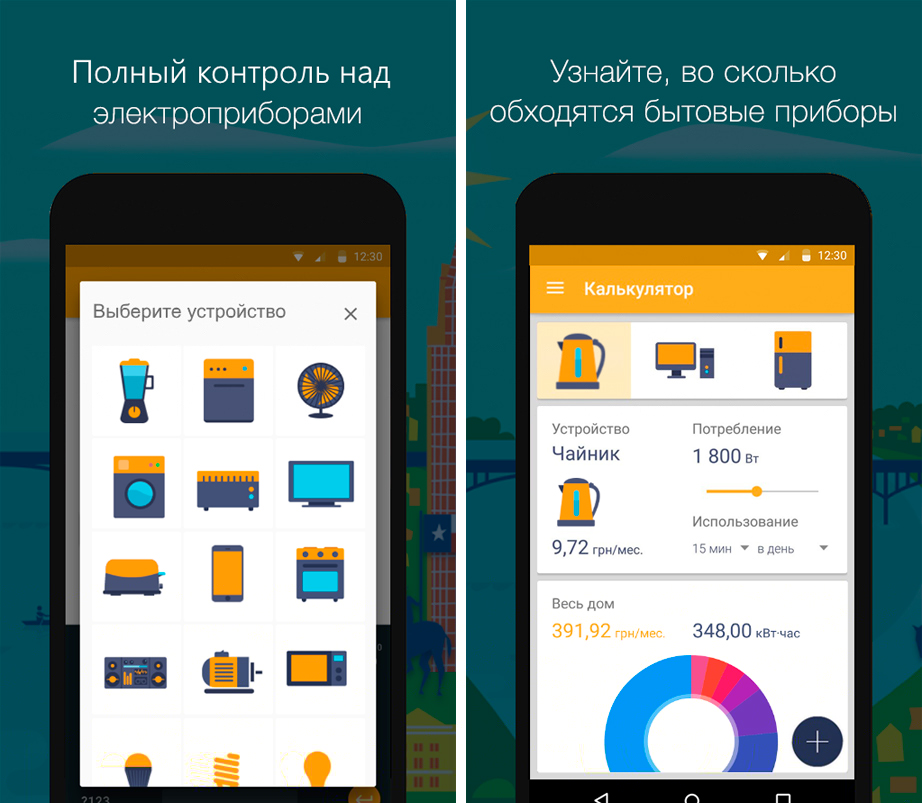 Полный контроль над
электроприборами
12:30
Выберите устройство
2123
0
Узнайте, во сколько
обходятся бытовые приборы
12:30
Калькулятор
Устройство
Потребление
Чайник
1 800 Вт
Использование
9,72 грн/мес.
15 мин в день
Весь дом
391,92 грн/мес.
348,00 кВт·час